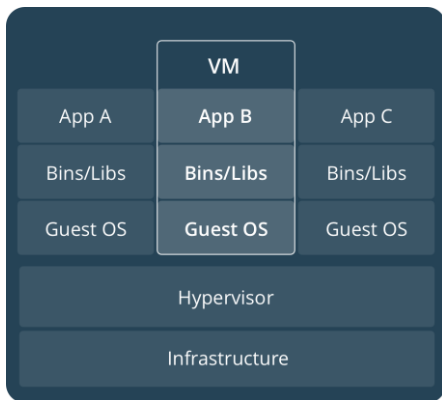 VM
App A App B App C
Bins/Libs Bins/Libs Bins/Libs
Guest OS Guest OS Guest OS
Hypervisor
Infrastructure